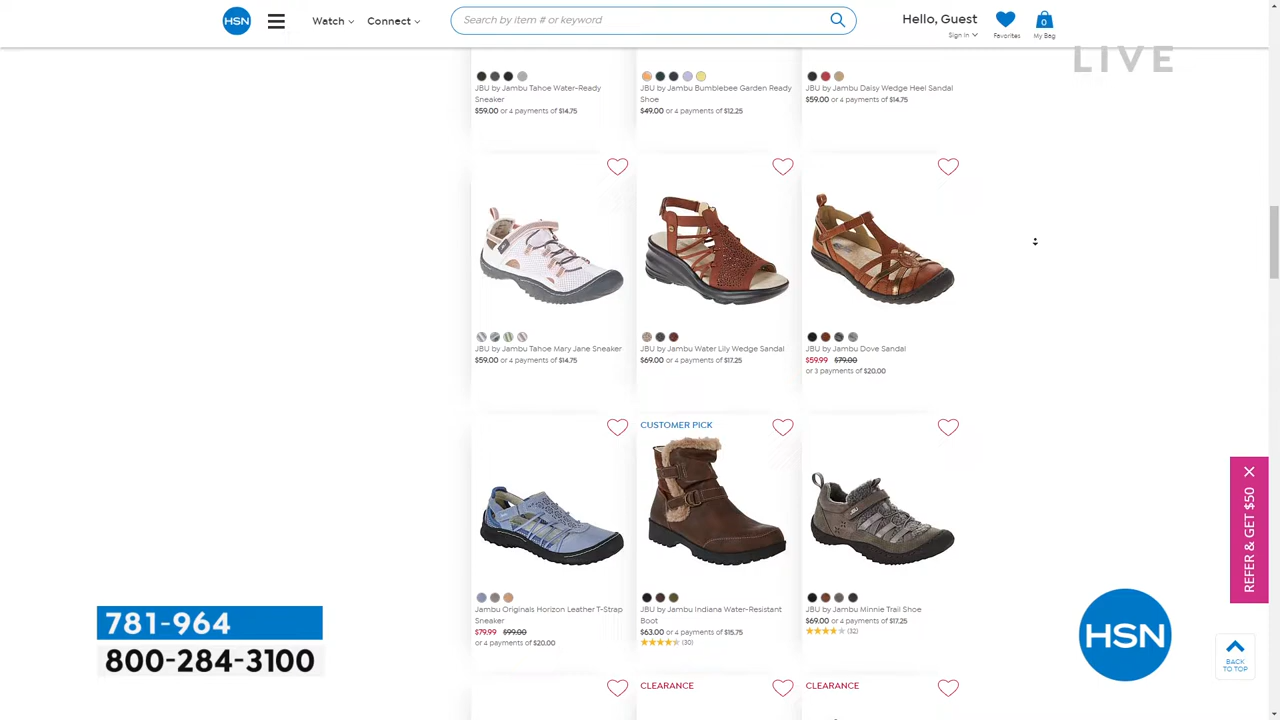 HSN
Watch
Connect
Search by item # or keyword
Hello, Guest
Sign In
Favorites
0
My Bag
LIVE
JBU by Jambu Tahoe Water-Ready
Sneaker
$59.00 or 4 payments of $14.75
JBU by Jambu Bumblebee Garden Ready
Shoe
$49.00 or 4 payments of $12.25
JBU by Jambu Daisy Wedge Heel Sandal
$59.00 or 4 payments of $14.75
JBU by Jambu Tahoe Mary Jane Sneaker
$59.00 or 4 payments of $14.75
JBU by Jambu Water Lily Wedge Sandal
$69.00 or 4 payments of $17.25
JBU by Jambu Dove Sandal
$59.99 $79.00
or 3 payments of $20.00
Jambu Originals Horizon Leather T-Strap
Sneaker
$79.99 $99.00
or 4 payments of $20.00
CUSTOMER PICK
JBU by Jambu Indiana Water-Resistant
Boot
$63.00 or 4 payments of $15.75
(30)
JBU by Jambu Minnie Trail Shoe
$69.00 or 4 payments of $17.25
(32)
CLEARANCE
CLEARANCE
REFER & GET $50
781-964
800-284-3100
HSN
BACK
TO TOP